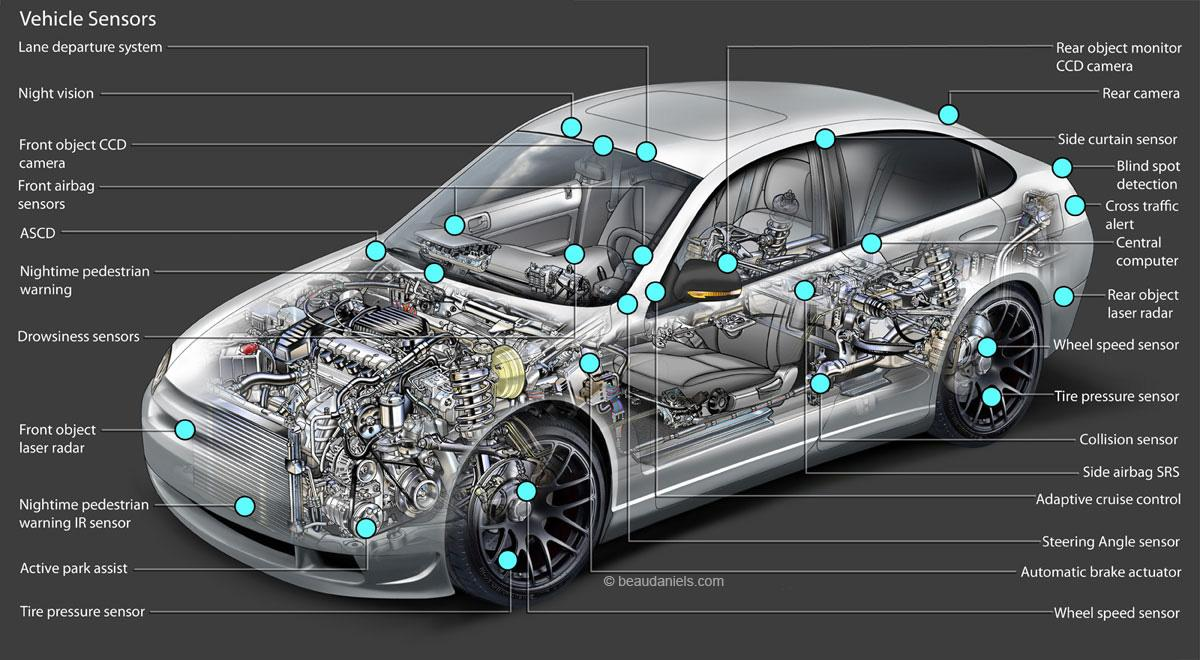 Vehicle Sensors
Lane departure system
Night vision
Front object CCD
camera
Front airbag
sensors
ASCD
Nightime pedestrian
warning
Drowsiness sensors
Front object
laser radar
Nightime pedestrian
warning IR sensor
Active park assist
Tire pressure sensor
Rear object monitor
CCD camera
Rear camera
Side curtain sensor
Blind spot
detection
Cross traffic
alert
Central
computer
Rear object
laser radar
Wheel speed sensor
Tire pressure sensor
Collision sensor
Side airbag SRS
Adaptive cruise control
Steering Angle sensor
Automatic brake actuator
Wheel speed sensor
© beaudaniels.com